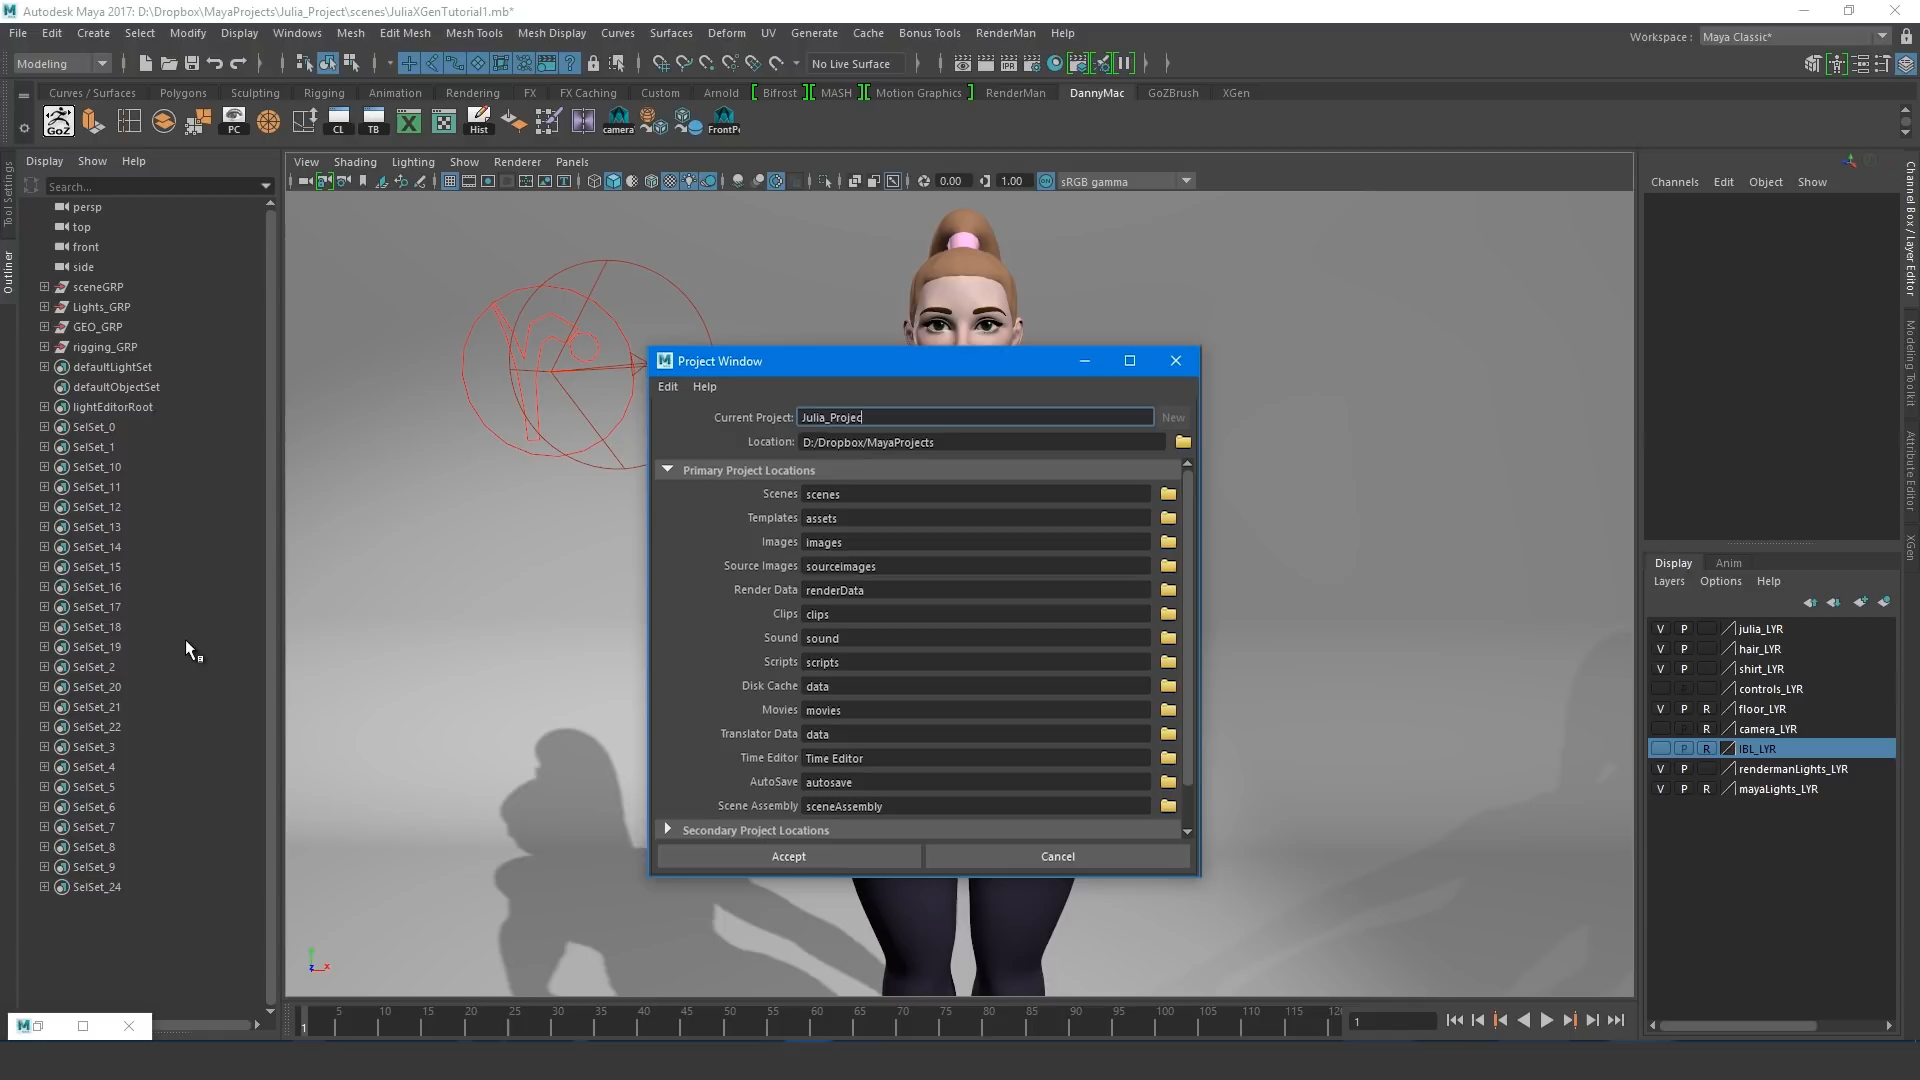 Autodesk Maya 2017: D:\Dropbox\MayaProjects\Julia_Project\scenes\JuliaXGenTutorial1.mb*
File Edit Create Select Modify Display Windows Mesh Edit Mesh Mesh Tools Mesh Display Curves Surfaces Deform UV Generate Cache Bonus Tools RenderMan Help
Workspace : Maya Classic*
Modeling No Live Surface
Curves / Surfaces Polygons Sculpting Rigging Animation Rendering FX FX Caching Custom Arnold Bifrost MASH Motion Graphics RenderMan DannyMac GoZBrush XGen
GoZ PC CL TB Hist camera FrontPe
Display Show Help
View Shading Lighting Show Renderer Panels
Search...
0.00 1.00 sRGB gamma
Channels Edit Object Show
Tool Settings
Outliner
persp
top
front
side
sceneGRP
Lights_GRP
GEO_GRP
rigging_GRP
defaultLightSet
defaultObjectSet
lightEditorRoot
SelSet_0
SelSet_1
SelSet_10
SelSet_11
SelSet_12
SelSet_13
SelSet_14
SelSet_15
SelSet_16
SelSet_17
SelSet_18
SelSet_19
SelSet_2
SelSet_20
SelSet_21
SelSet_22
SelSet_3
SelSet_4
SelSet_5
SelSet_6
SelSet_7
SelSet_8
SelSet_9
SelSet_24
Project Window
Edit Help
Current Project: Julia_Projec New
Location: D:/Dropbox/MayaProjects
Primary Project Locations
Scenes scenes
Templates assets
Images images
Source Images sourceimages
Render Data renderData
Clips clips
Sound sound
Scripts scripts
Disk Cache data
Movies movies
Translator Data data
Time Editor Time Editor
AutoSave autosave
Scene Assembly sceneAssembly
Secondary Project Locations
Accept Cancel
Channel Box / Layer Editor
Modeling Toolkit
Attribute Editor
XGen
Display Anim
Layers Options Help
V P julia_LYR
V P hair_LYR
V P shirt_LYR
P controls_LYR
V P R floor_LYR
P R camera_LYR
P R IBL_LYR
V P rendermanLights_LYR
V P R mayaLights_LYR
1 5 10 15 20 25 30 35 40 45 50 55 60 65 70 75 80 85 90 95 100 105 110 115 12
1